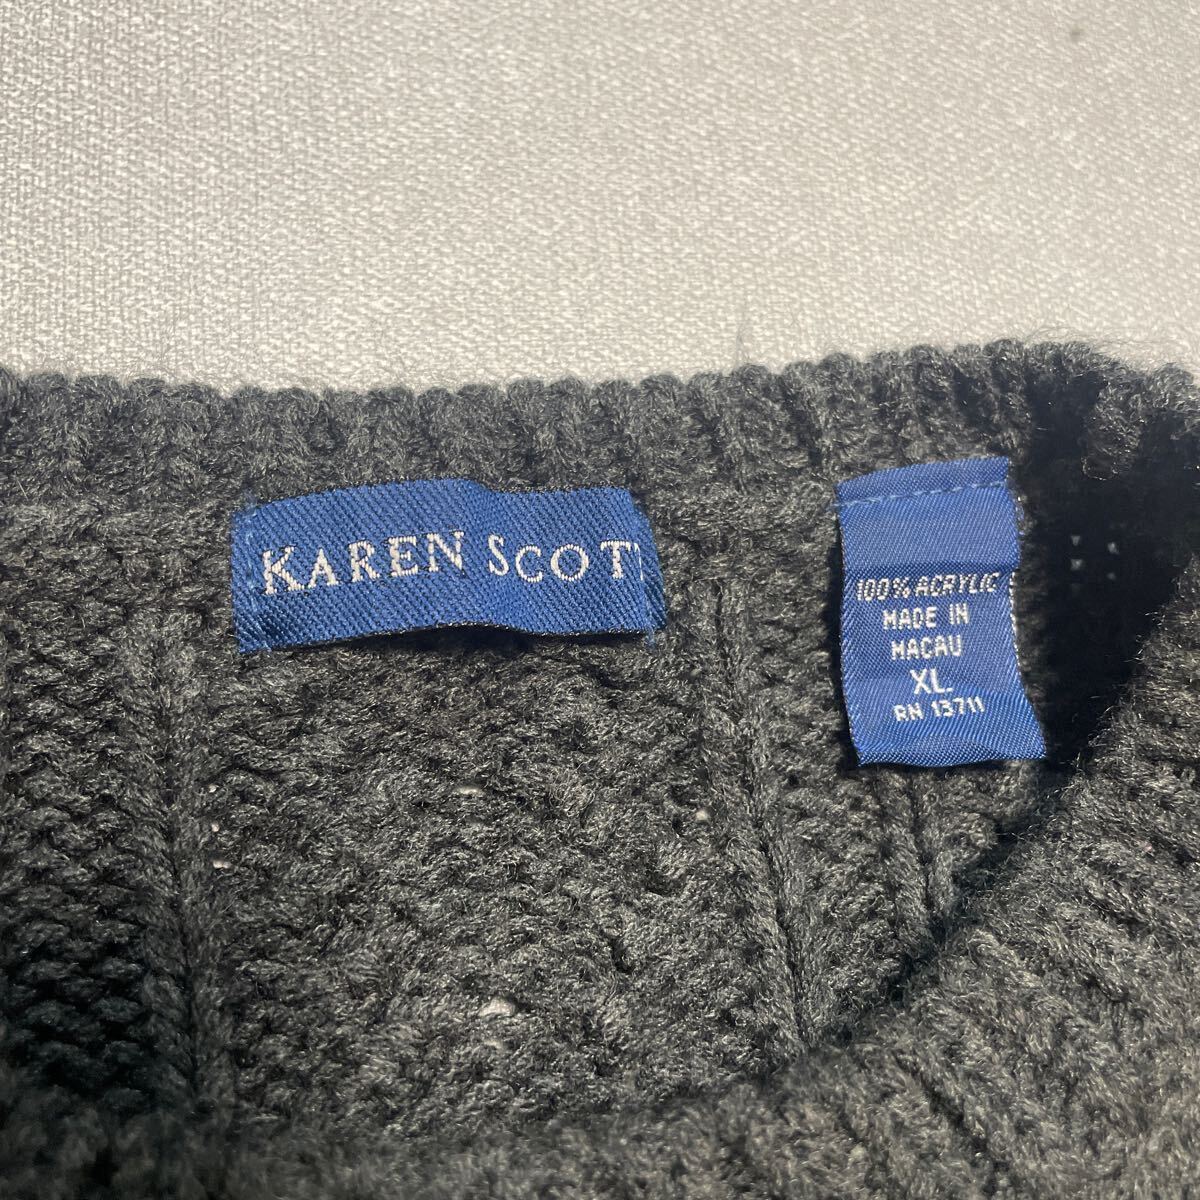 KAREN SCOTT
100% ACRYLIC
MADE IN
MACAU
XL
RN 13711